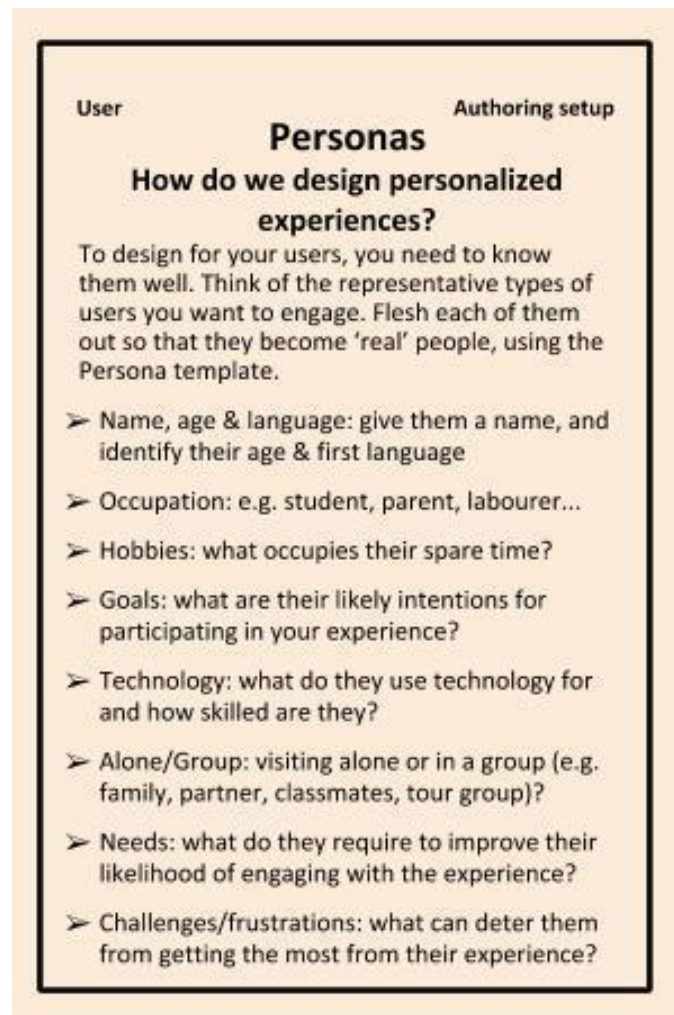 User Authoring setup
Personas
How do we design personalized
experiences?
To design for your users, you need to know
them well. Think of the representative types of
users you want to engage. Flesh each of them
out so that they become ‘real’ people, using the
Persona template.
➢ Name, age & language: give them a name, and
identify their age & first language
➢ Occupation: e.g. student, parent, labourer...
➢ Hobbies: what occupies their spare time?
➢ Goals: what are their likely intentions for
participating in your experience?
➢ Technology: what do they use technology for
and how skilled are they?
➢ Alone/Group: visiting alone or in a group (e.g.
family, partner, classmates, tour group)?
➢ Needs: what do they require to improve their
likelihood of engaging with the experience?
➢ Challenges/frustrations: what can deter them
from getting the most from their experience?